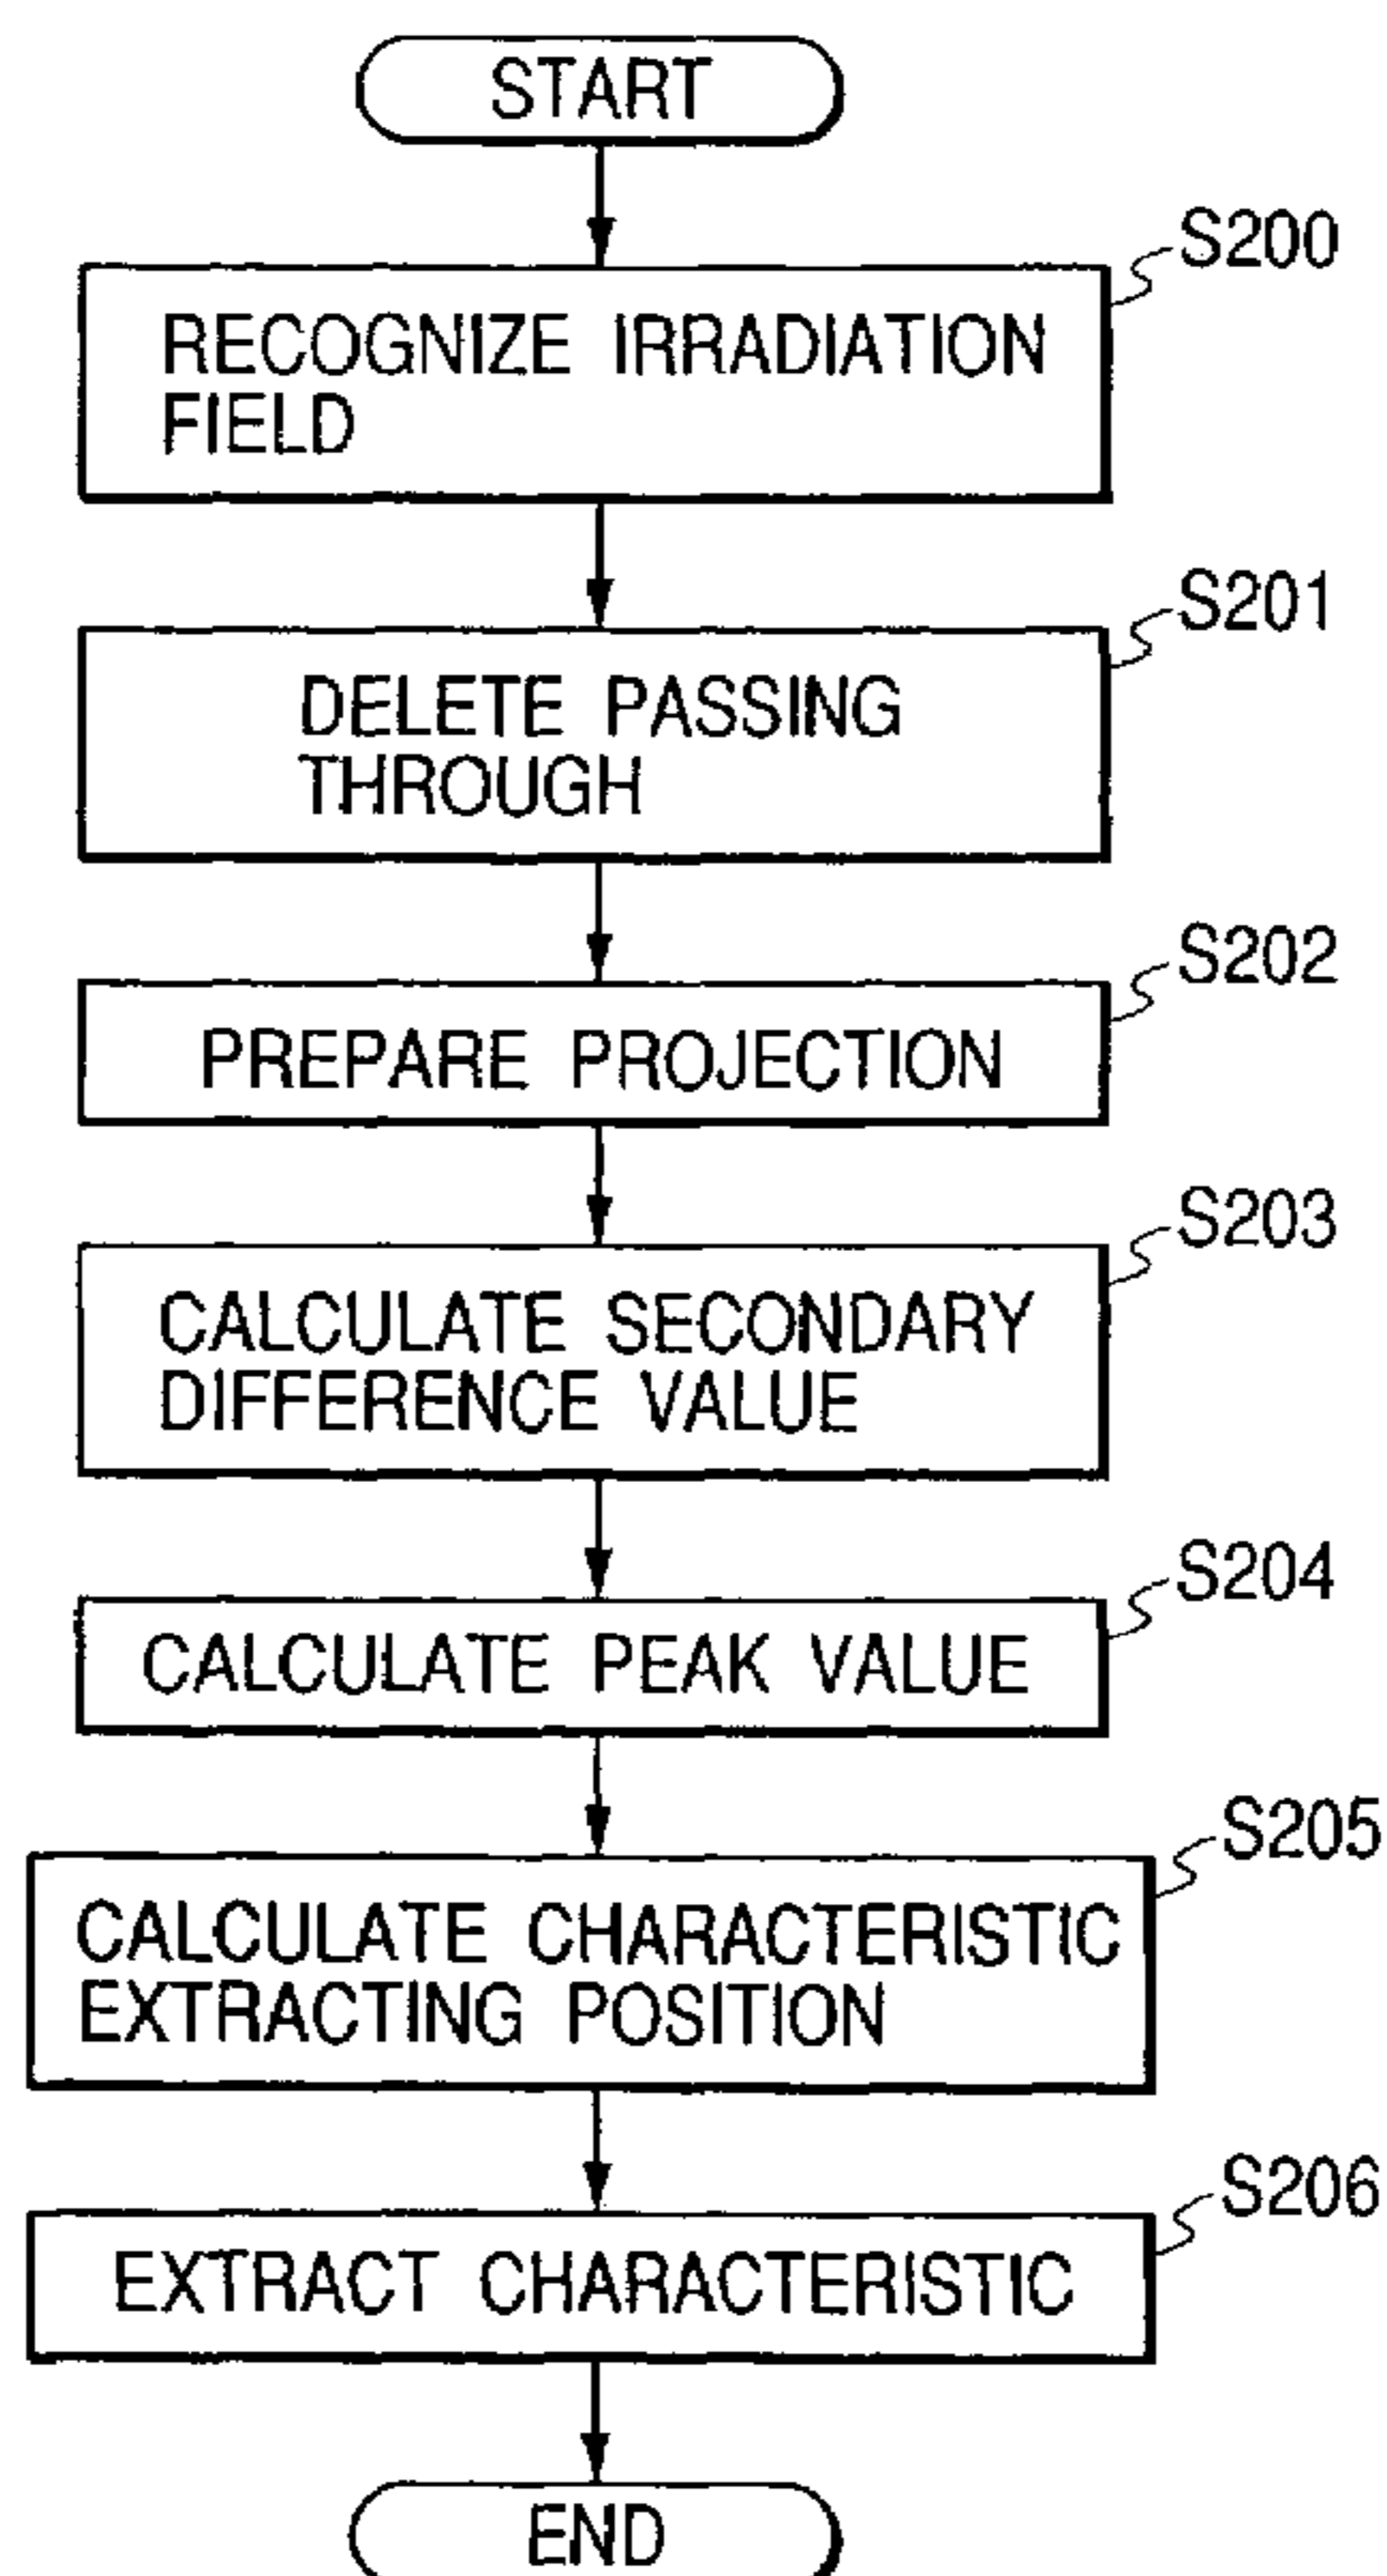 START
S200
RECOGNIZE IRRADIATION
FIELD
S201
DELETE PASSING
THROUGH
S202
PREPARE PROJECTION
S203
CALCULATE SECONDARY
DIFFERENCE VALUE
S204
CALCULATE PEAK VALUE
S205
CALCULATE CHARACTERISTIC
EXTRACTING POSITION
S206
EXTRACT CHARACTERISTIC
END